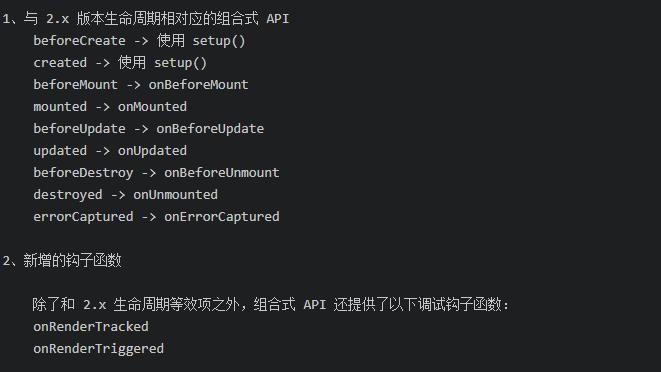 1、与 2.x 版本生命周期相对应的组合式 API
beforeCreate -> 使用 setup()
created -> 使用 setup()
beforeMount -> onBeforeMount
mounted -> onMounted
beforeUpdate -> onBeforeUpdate
updated -> onUpdated
beforeDestroy -> onBeforeUnmount
destroyed -> onUnmounted
errorCaptured -> onErrorCaptured
2、新增的钩子函数
除了和 2.x 生命周期等效项之外，组合式 API 还提供了以下调试钩子函数：
onRenderTracked
onRenderTriggered